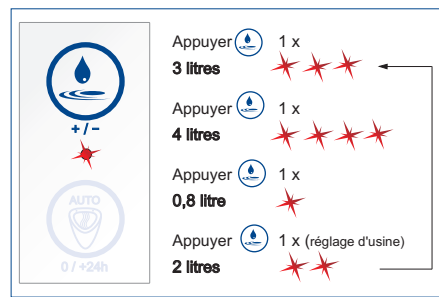 + / −
AUTO
0 / +24h
Appuyer 1 x
3 litres
Appuyer 1 x
4 litres
Appuyer 1 x
0,8 litre
Appuyer 1 x (réglage d'usine)
2 litres